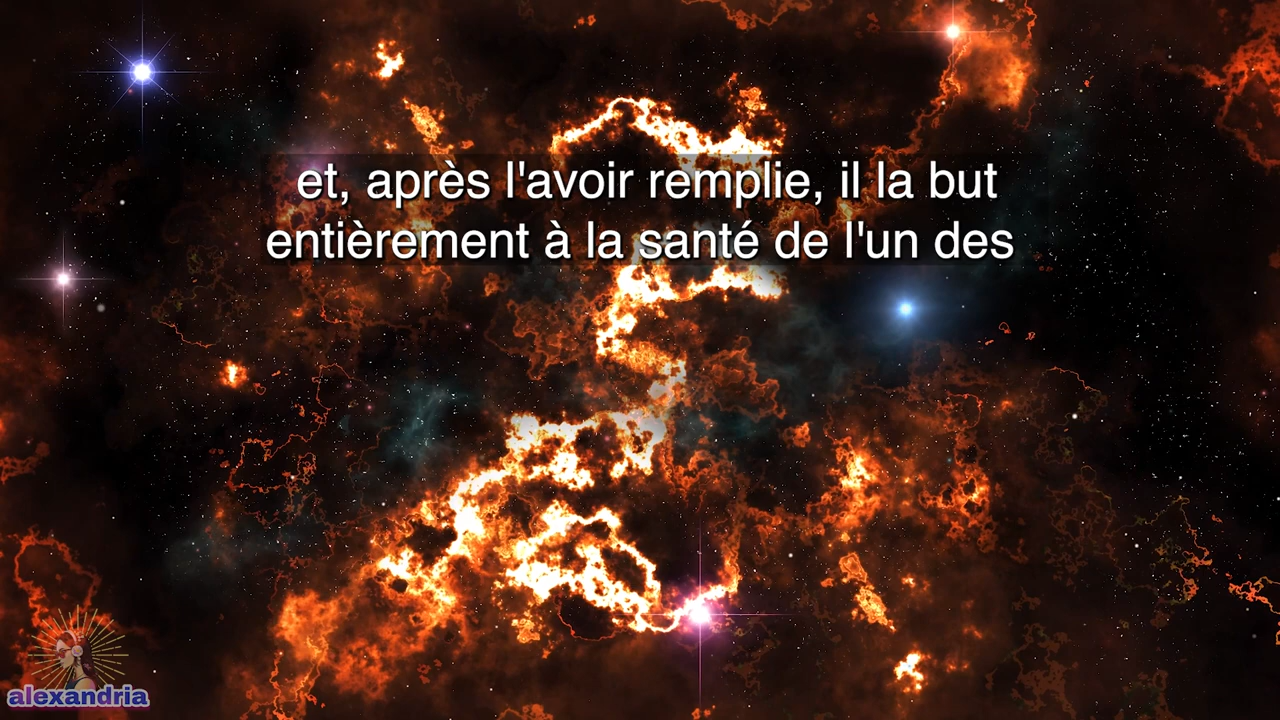 et, après l'avoir remplie, il la but
entièrement à la santé de l'un des
alexandria